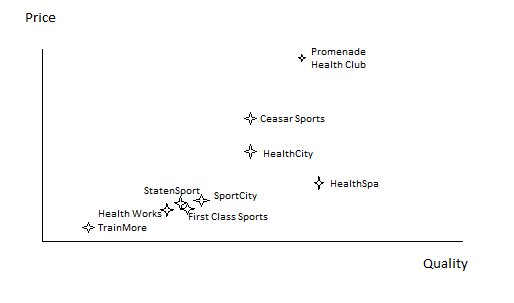 Price
Promenade
Health Club
Ceasar Sports
HealthCity
HealthSpa
StatenSport
SportCity
Health Works
First Class Sports
TrainMore
Quality